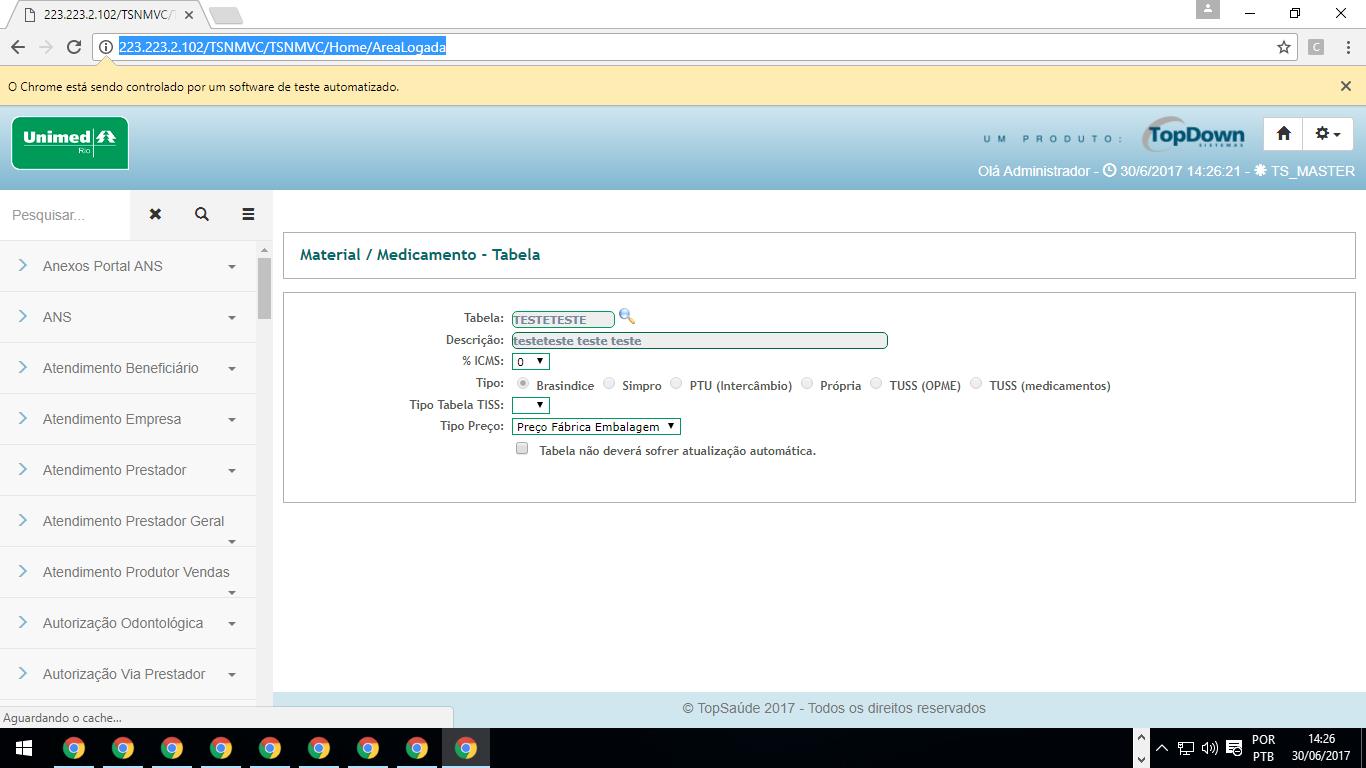 223.223.2.102/TSNMVC/T
223.223.2.102/TSNMVC/TSNMVC/Home/AreaLogada
C
O Chrome está sendo controlado por um software de teste automatizado.
Unimed
Rio
UM PRODUTO: TopDown
SISTEMAS
Olá Administrador - 30/6/2017 14:26:21 - TS_MASTER
Pesquisar...
Material / Medicamento - Tabela
Anexos Portal ANS
ANS
Atendimento Beneficiário
Atendimento Empresa
Atendimento Prestador
Atendimento Prestador Geral
Atendimento Produtor Vendas
Autorização Odontológica
Autorização Via Prestador
Tabela: TESTETESTE
Descrição: testeteste teste teste
% ICMS: 0
Tipo: Brasindice Simpro PTU (Intercâmbio) Própria TUSS (OPME) TUSS (medicamentos)
Tipo Tabela TISS:
Tipo Preço: Preço Fábrica Embalagem
Tabela não deverá sofrer atualização automática.
© TopSaúde 2017 - Todos os direitos reservados
Aguardando o cache...
POR
PTB
14:26
30/06/2017